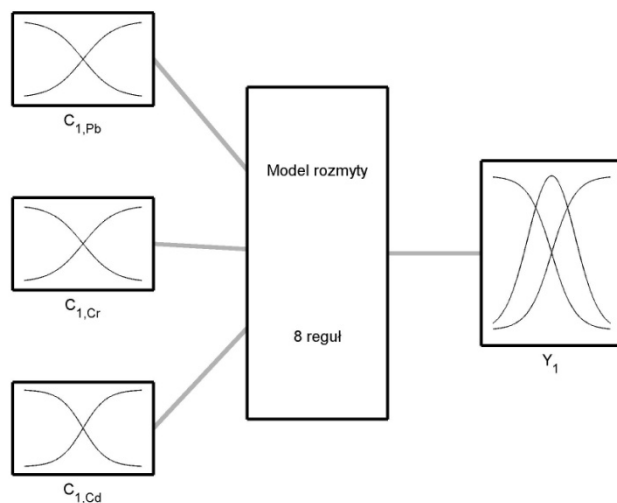 C₁,Pb
Model rozmyty
C₁,Cr
8 reguł
Y₁
C₁,Cd